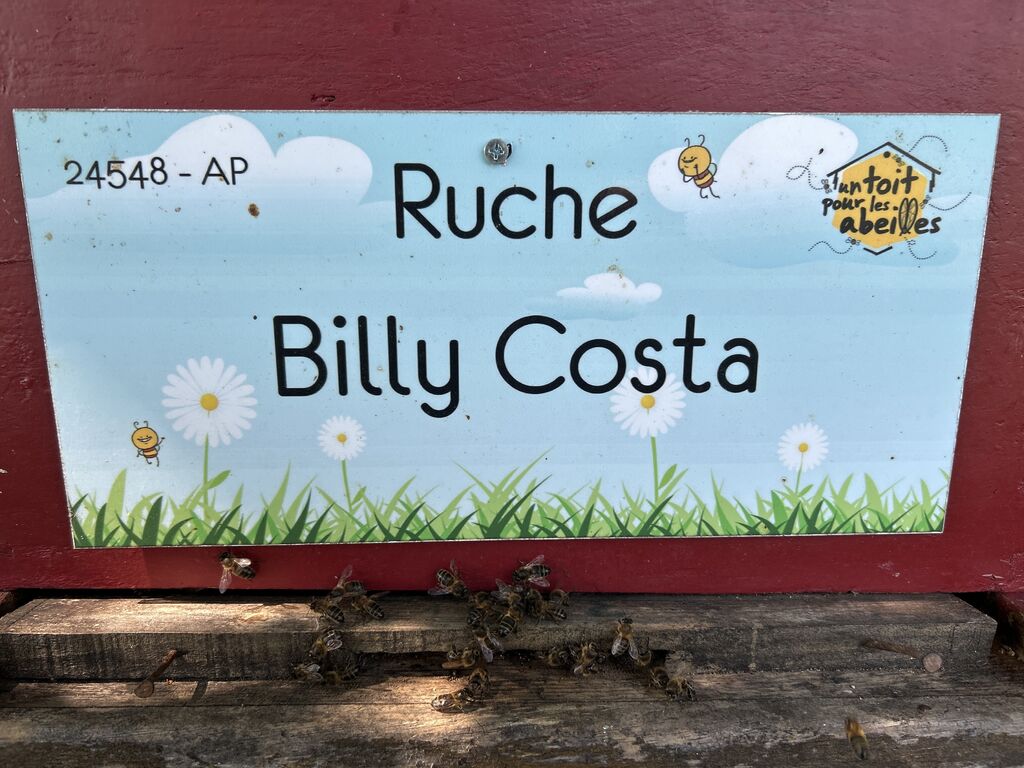 24548 - AP
Ruche
Billy Costa
un toit
pour les
abeilles